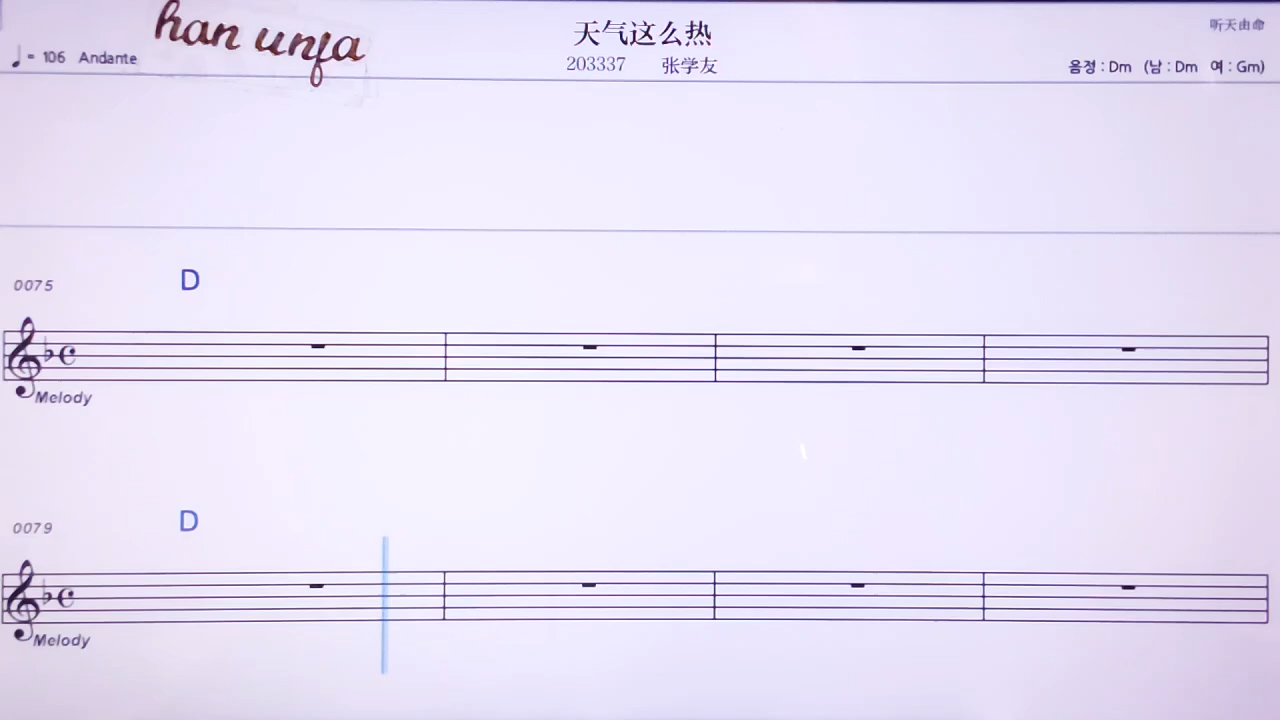 han unfa
天气这么热
听天由命
♩ = 106 Andante
203337 张学友
음정 : Dm (남 : Dm 여 : Gm)
0075 D
Melody
0079 D
Melody